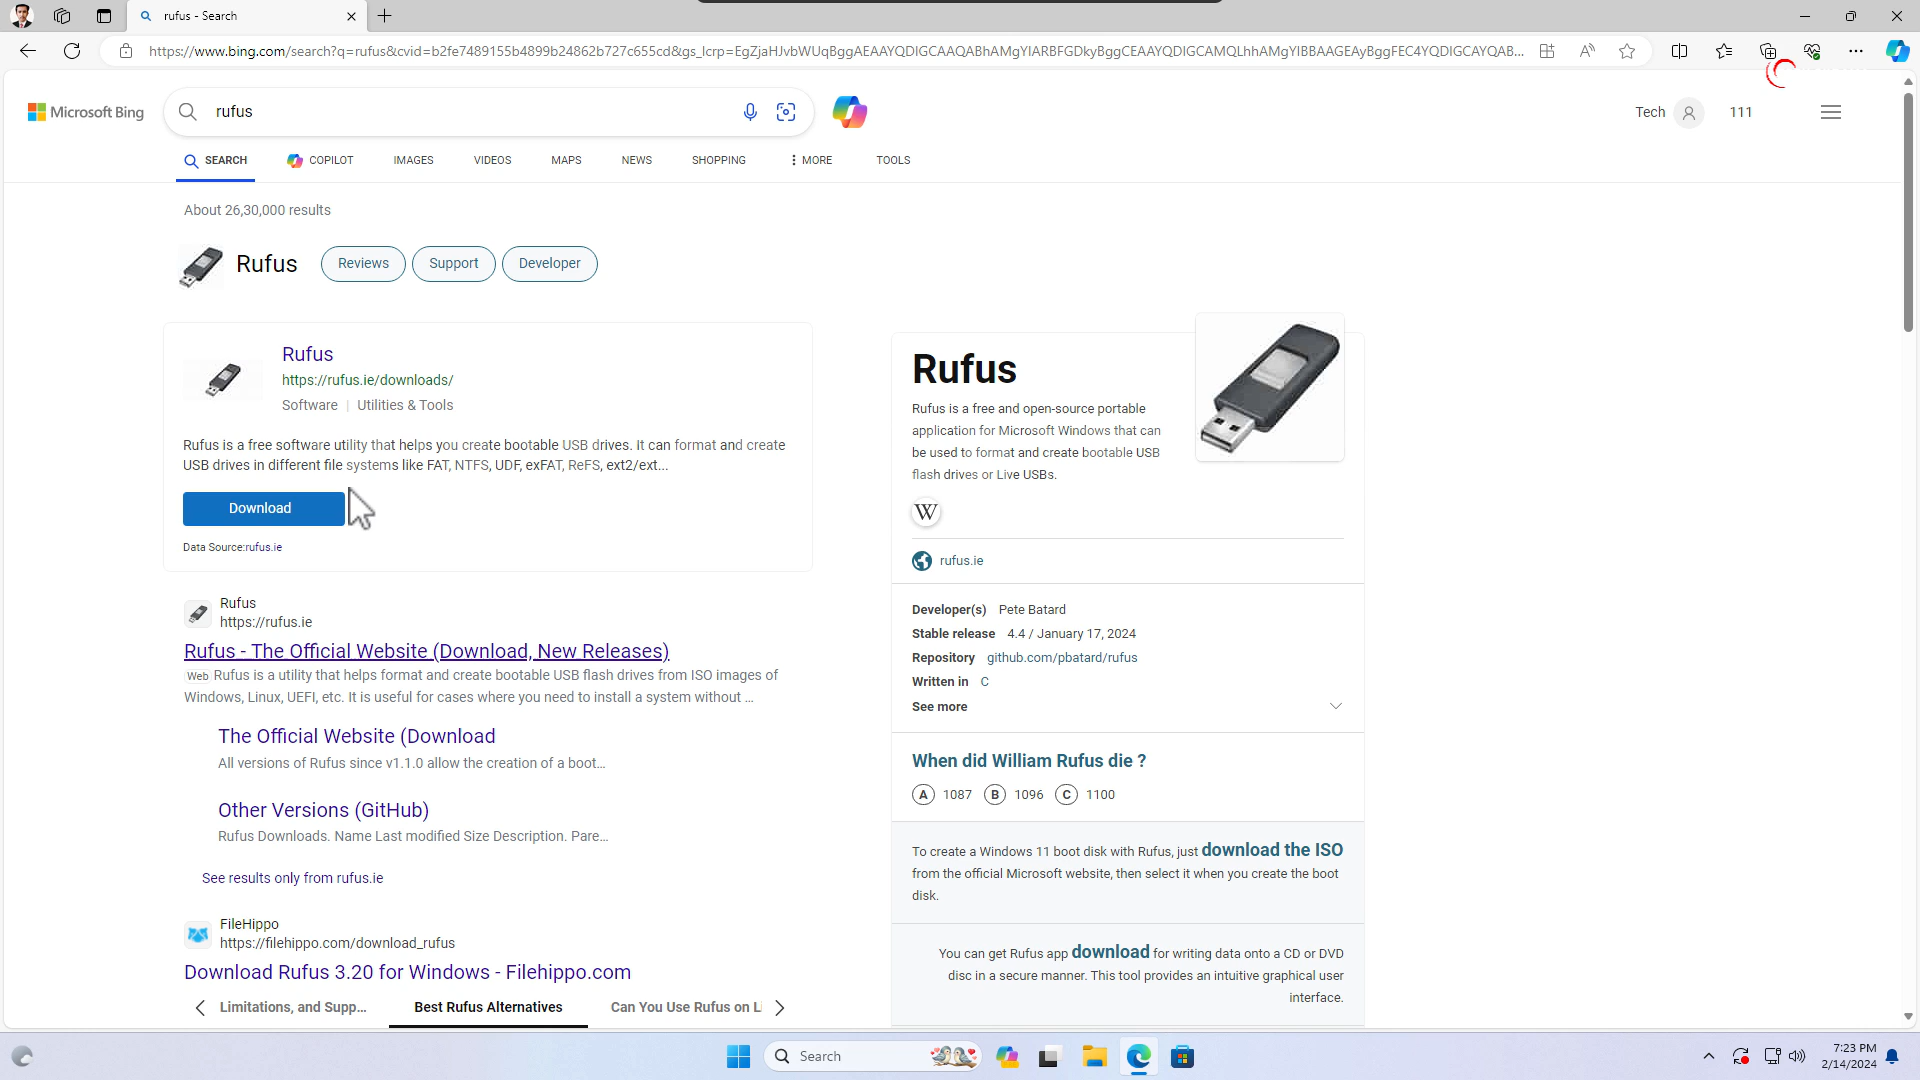 rufus - Search
https://www.bing.com/search?q=rufus&cvid=b2fe7489155b4899b24862b727c655cd&gs_lcrp=EgZjaHJvbWUqBggAEAAYQDIGCAAQABhAMgYIARBFGDkyBggCEAAYQDIGCAMQLhhAMgYIBBAAGEAyBggFEC4YQDIGCAYQAB...
Microsoft Bing
rufus
Tech
111
SEARCH
COPILOT
IMAGES
VIDEOS
MAPS
NEWS
SHOPPING
MORE
TOOLS
About 26,30,000 results
Rufus
Reviews
Support
Developer
Rufus
https://rufus.ie/downloads/
Software | Utilities & Tools
Rufus is a free software utility that helps you create bootable USB drives. It can format and create
USB drives in different file systems like FAT, NTFS, UDF, exFAT, ReFS, ext2/ext...
Download
Data Source:rufus.ie
Rufus
https://rufus.ie
Rufus - The Official Website (Download, New Releases)
Web Rufus is a utility that helps format and create bootable USB flash drives from ISO images of
Windows, Linux, UEFI, etc. It is useful for cases where you need to install a system without ...
The Official Website (Download
All versions of Rufus since v1.1.0 allow the creation of a boot...
Other Versions (GitHub)
Rufus Downloads. Name Last modified Size Description. Pare...
See results only from rufus.ie
FileHippo
https://filehippo.com/download_rufus
Download Rufus 3.20 for Windows - Filehippo.com
Limitations, and Supp...
Best Rufus Alternatives
Can You Use Rufus on Li
Rufus
Rufus is a free and open-source portable
application for Microsoft Windows that can
be used to format and create bootable USB
flash drives or Live USBs.
W
rufus.ie
Developer(s) Pete Batard
Stable release 4.4 / January 17, 2024
Repository github.com/pbatard/rufus
Written in C
See more
When did William Rufus die ?
A 1087 B 1096 C 1100
To create a Windows 11 boot disk with Rufus, just download the ISO
from the official Microsoft website, then select it when you create the boot
disk.
You can get Rufus app download for writing data onto a CD or DVD
disc in a secure manner. This tool provides an intuitive graphical user
interface.
Search
7:23 PM
2/14/2024